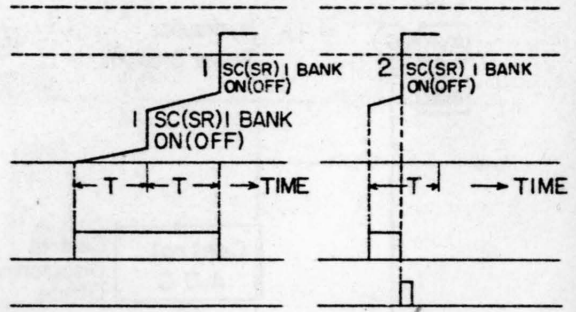 1 SC(SR) 1 BANK
ON(OFF)
1 SC(SR) 1 BANK
ON(OFF)
T T TIME
2 SC(SR) 1 BANK
ON(OFF)
T TIME